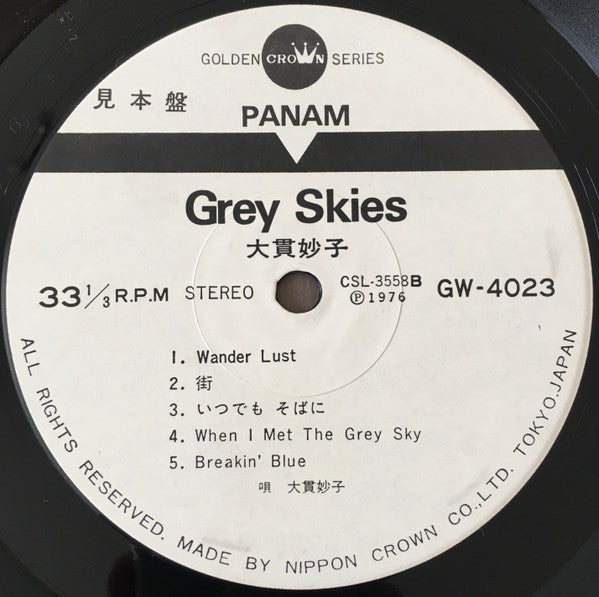 GOLDEN CROWN SERIES
見本盤
PANAM
Grey Skies
大貫妙子
33 1/3 R.P.M STEREO
CSL-3558B
Ⓟ1976
GW-4023
1. Wander Lust
2. 街
3. いつでも そばに
4. When I Met The Grey Sky
5. Breakin' Blue
唄 大貫妙子
ALL RIGHTS RESERVED. MADE BY NIPPON CROWN CO.,LTD. TOKYO.JAPAN